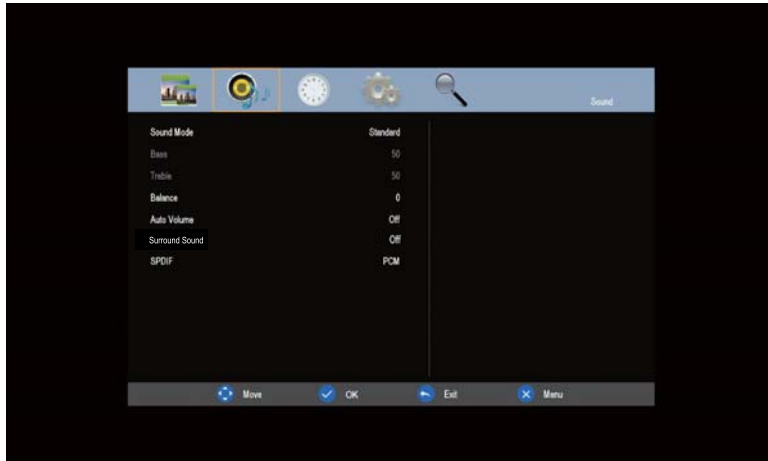 Sound
Sound Mode Standard
Bass 50
Treble 50
Balance 0
Auto Volume Off
Surround Sound Off
SPDIF PCM
Move OK Exit Menu